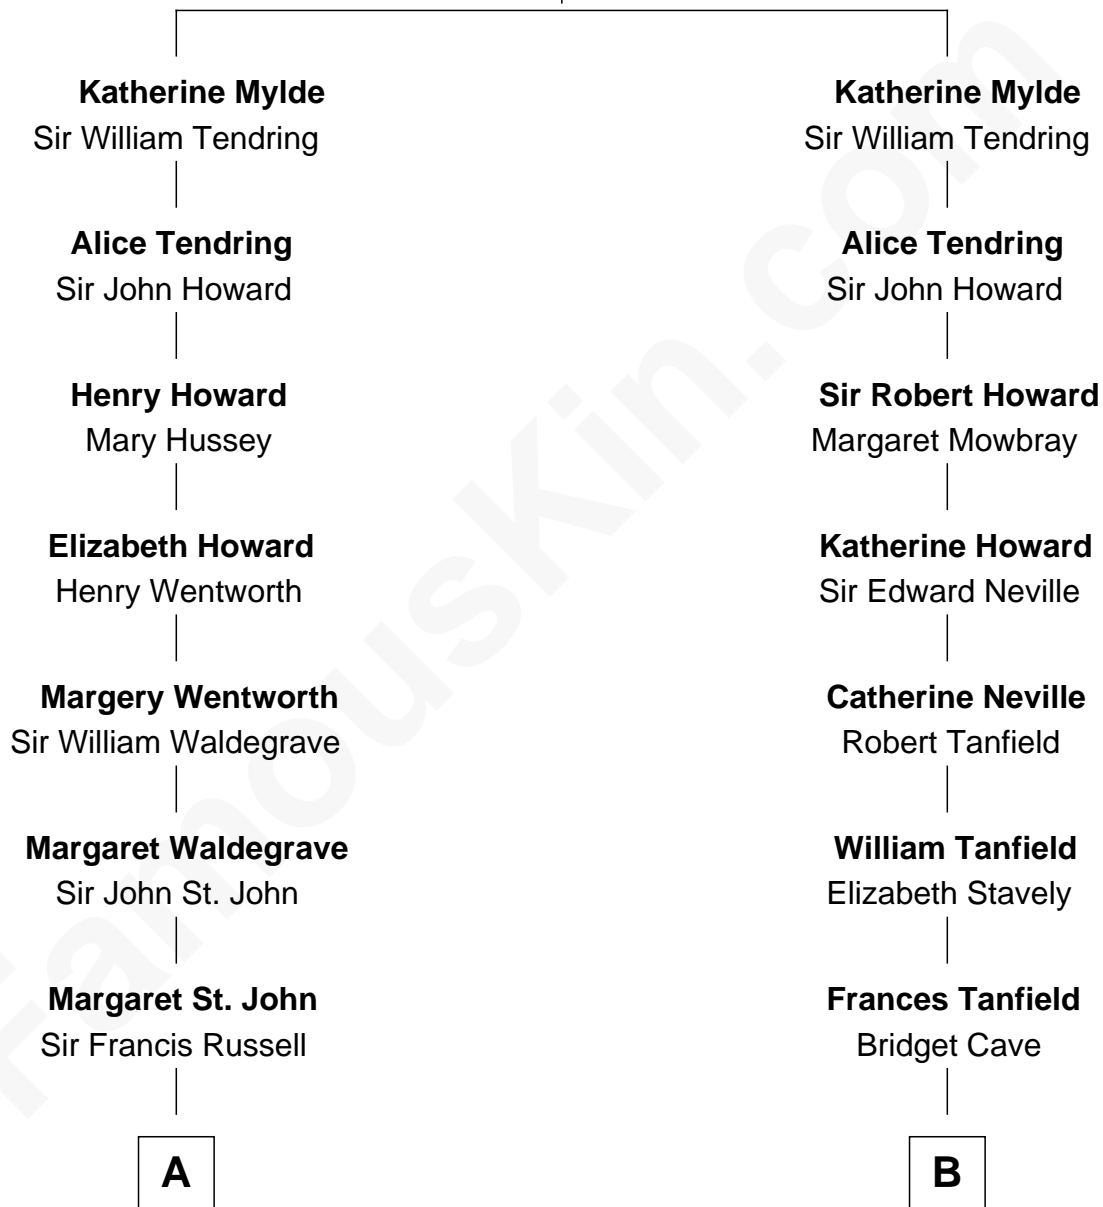 Katherine Mylde
Sir William Tendring
Alice Tendring
Sir John Howard
Henry Howard
Mary Hussey
Elizabeth Howard
Henry Wentworth
Margery Wentworth
Sir William Waldegrave
Margaret Waldegrave
Sir John St. John
Margaret St. John
Sir Francis Russell
A
Katherine Mylde
Sir William Tendring
Alice Tendring
Sir John Howard
Sir Robert Howard
Margaret Mowbray
Katherine Howard
Sir Edward Neville
Catherine Neville
Robert Tanfield
William Tanfield
Elizabeth Stavely
Frances Tanfield
Bridget Cave
B
FamousKin.com